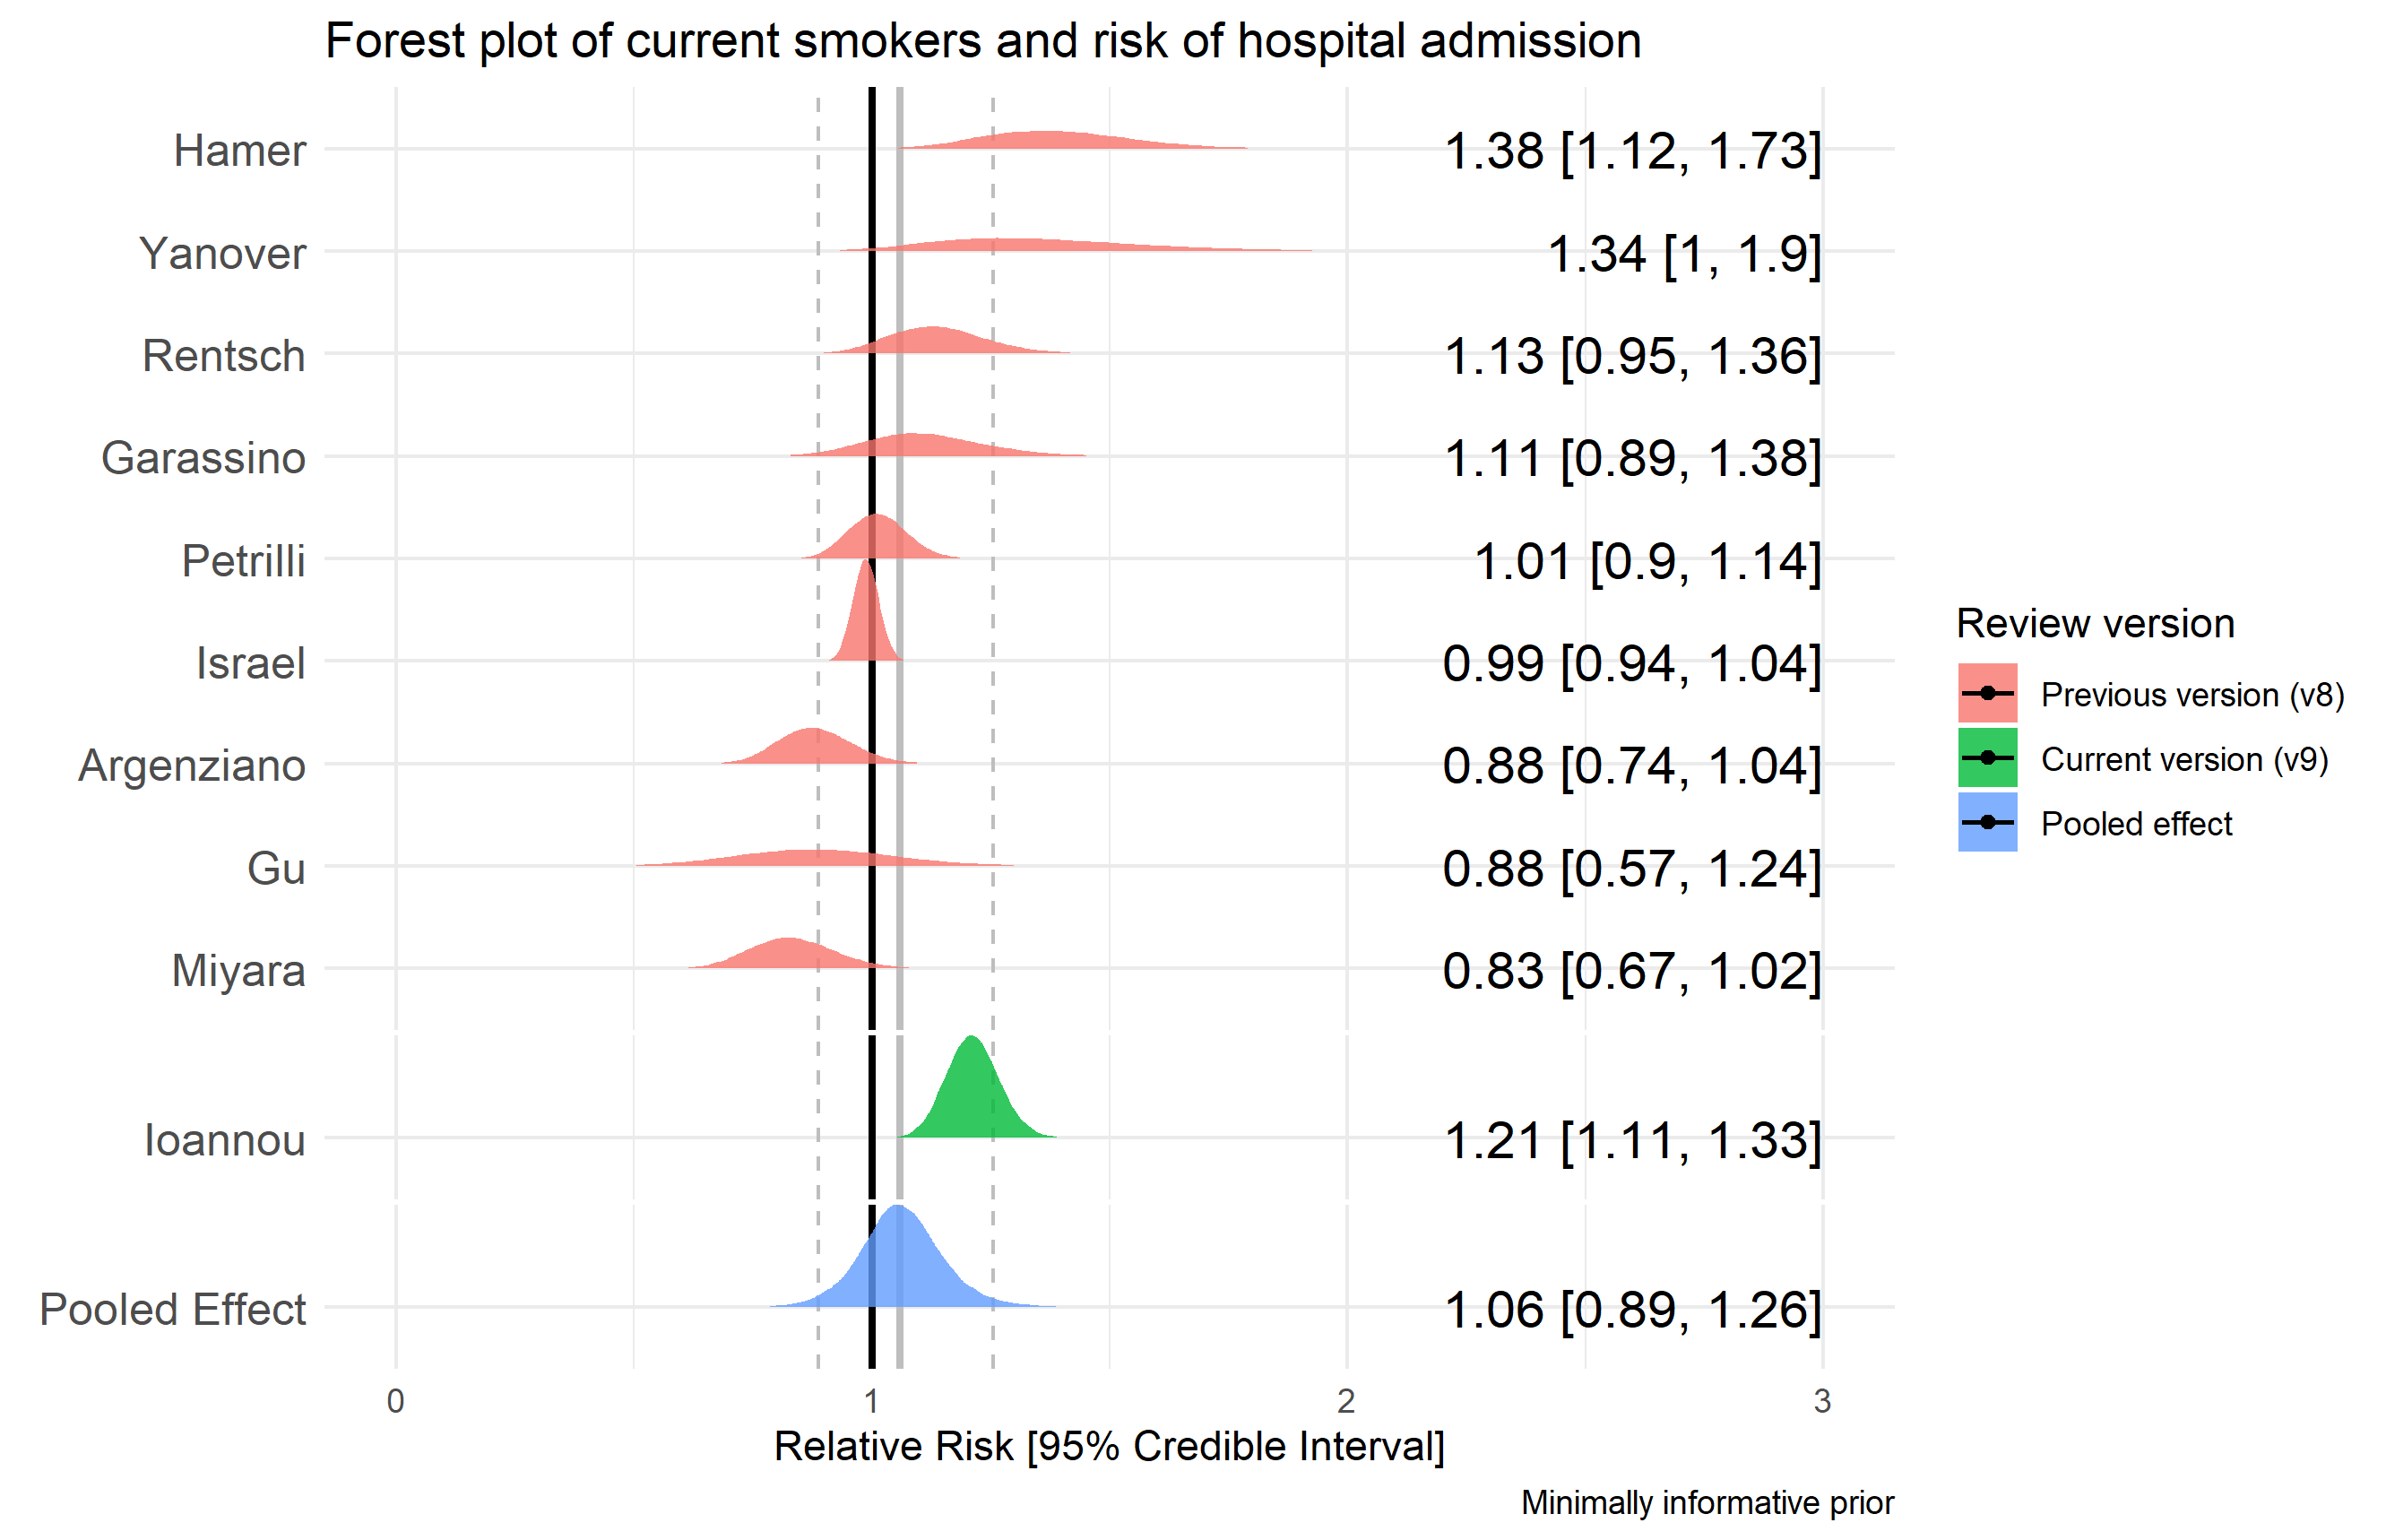 Forest plot of current smokers and risk of hospital admission
Hamer 1.38 [1.12, 1.73]
Yanover 1.34 [1, 1.9]
Rentsch 1.13 [0.95, 1.36]
Garassino 1.11 [0.89, 1.38]
Petrilli 1.01 [0.9, 1.14]
Israel 0.99 [0.94, 1.04]
Argenziano 0.88 [0.74, 1.04]
Gu 0.88 [0.57, 1.24]
Miyara 0.83 [0.67, 1.02]
Ioannou 1.21 [1.11, 1.33]
Pooled Effect 1.06 [0.89, 1.26]
0 1 2 3
Relative Risk [95% Credible Interval]
Minimally informative prior
Review version
Previous version (v8)
Current version (v9)
Pooled effect